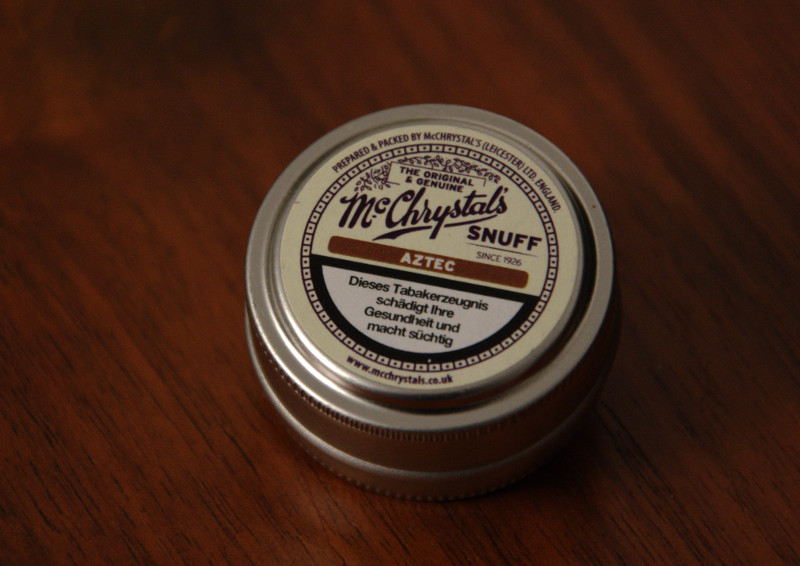 PREPARED & PACKED BY McCHRYSTAL'S (LEICESTER) LTD. ENGLAND.
THE ORIGINAL
& GENUINE
McChrystal's
SNUFF
SINCE 1926
AZTEC
Dieses Tabakerzeugnis
schädigt Ihre
Gesundheit und
macht süchtig
www.mcchrystals.co.uk